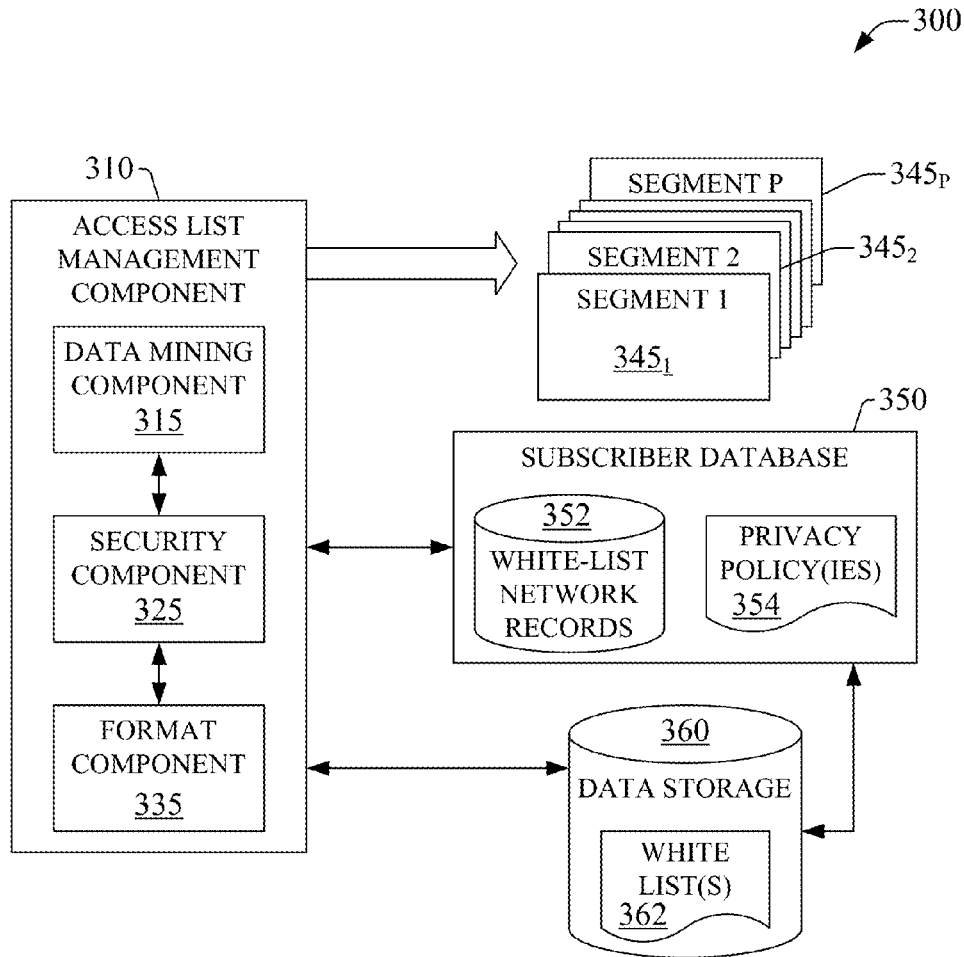 300
310
ACCESS LIST
MANAGEMENT
COMPONENT
DATA MINING
COMPONENT
315
SECURITY
COMPONENT
325
FORMAT
COMPONENT
335
SEGMENT P
345P
SEGMENT 2
3452
SEGMENT 1
3451
350
SUBSCRIBER DATABASE
352
WHITE-LIST
NETWORK
RECORDS
PRIVACY
POLICY(IES)
354
360
DATA STORAGE
WHITE
LIST(S)
362